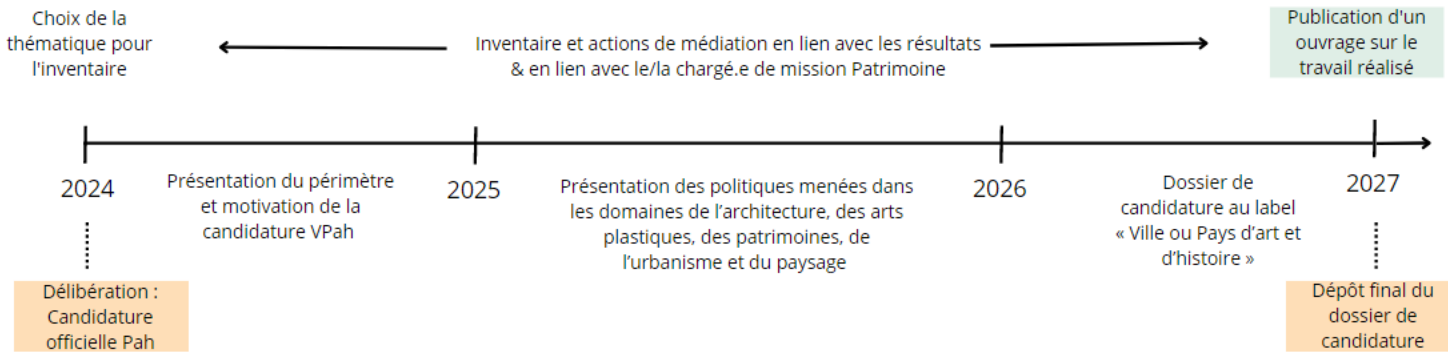 Choix de la
thématique pour
l'inventaire
Inventaire et actions de médiation en lien avec les résultats
& en lien avec le/la chargé.e de mission Patrimoine
Publication d'un
ouvrage sur le
travail réalisé
2024
Présentation du périmètre
et motivation de la
candidature VPah
2025
Présentation des politiques menées dans
les domaines de l’architecture, des arts
plastiques, des patrimoines, de
l’urbanisme et du paysage
2026
Dossier de
candidature au label
« Ville ou Pays d’art et
d’histoire »
2027
Délibération :
Candidature
officielle Pah
Dépôt final du
dossier de
candidature